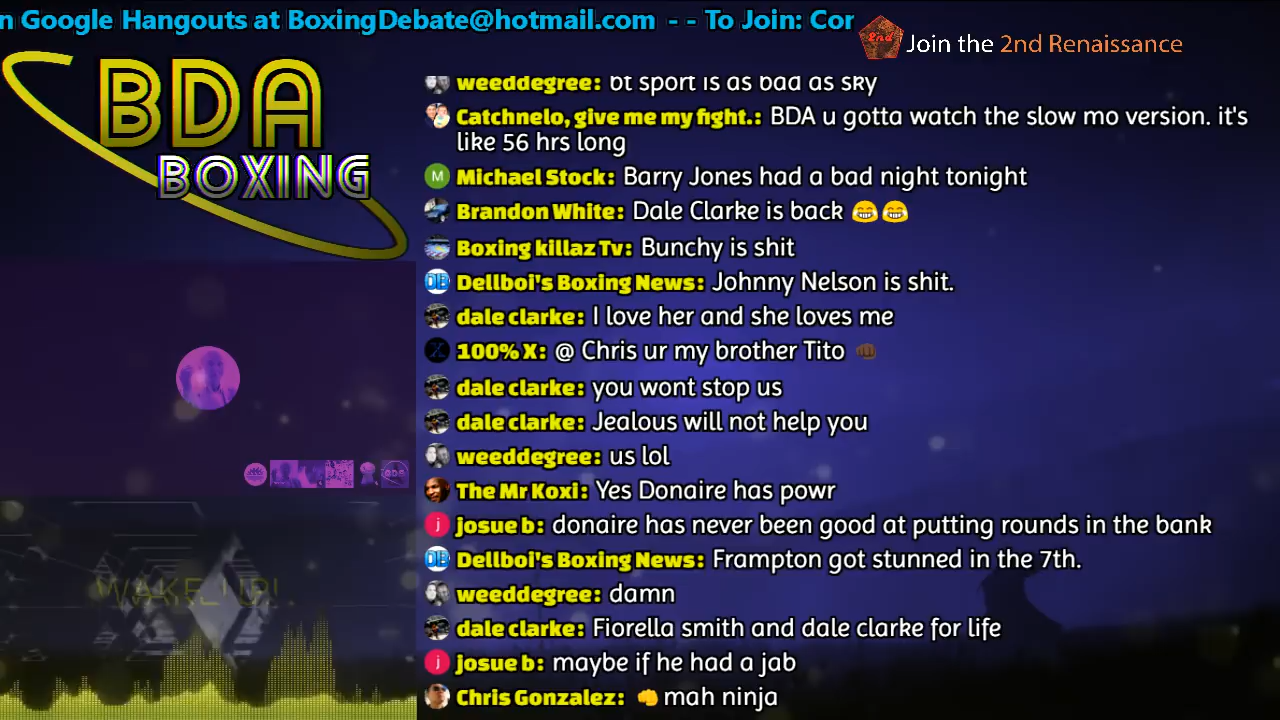 n Google Hangouts at BoxingDebate@hotmail.com - - To Join: Cor
2nd
Join the 2nd Renaissance
BDA
BOXING
weeddegree: bt sport is as bad as sky
Catchnelo, give me my fight.: BDA u gotta watch the slow mo version. it's
like 56 hrs long
M Michael Stock: Barry Jones had a bad night tonight
Brandon White: Dale Clarke is back 😂😂
Boxing killaz Tv: Bunchy is shit
DB Dellboi's Boxing News: Johnny Nelson is shit.
dale clarke: I love her and she loves me
X 100% X: @ Chris ur my brother Tito 👊🏿
dale clarke: you wont stop us
dale clarke: Jealous will not help you
weeddegree: us lol
The Mr Koxi: Yes Donaire has powr
j josue b: donaire has never been good at putting rounds in the bank
DB Dellboi's Boxing News: Frampton got stunned in the 7th.
weeddegree: damn
dale clarke: Fiorella smith and dale clarke for life
j josue b: maybe if he had a jab
Chris Gonzalez: 👊 mah ninja
BDA
WAKE UP!